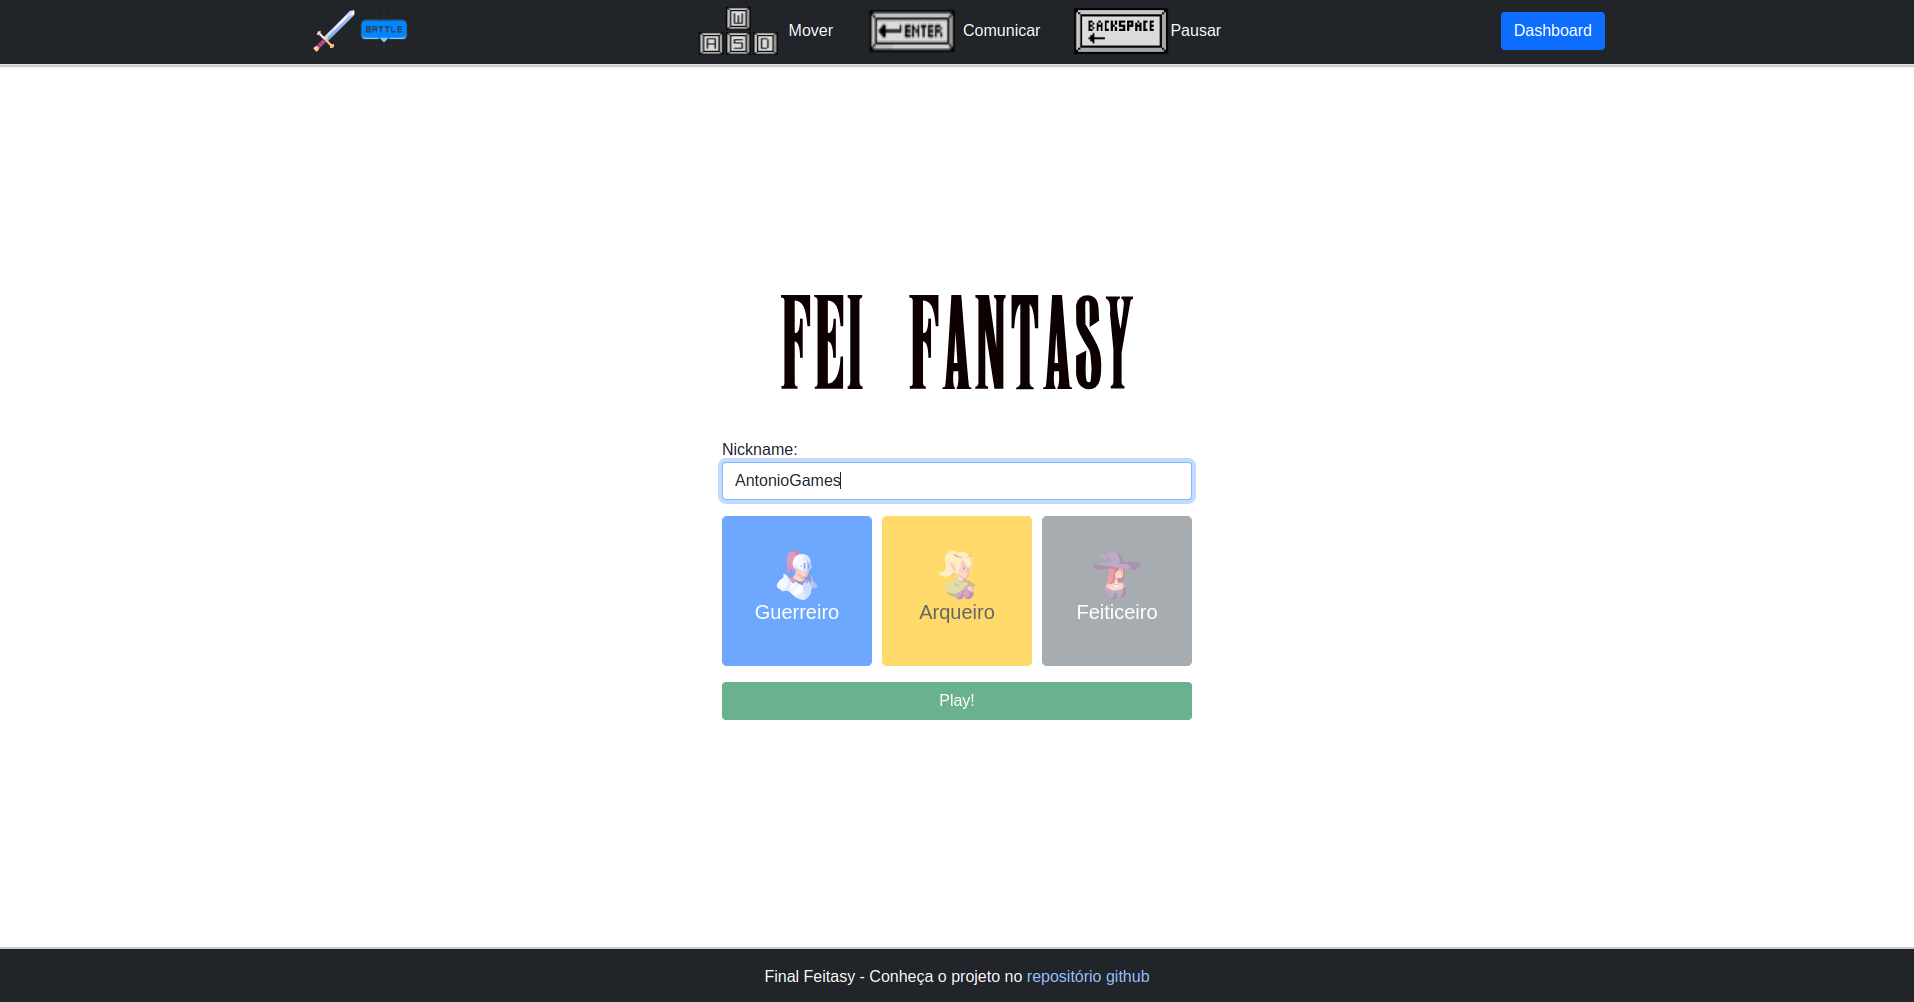 BATTLE
W
A S D Mover
ENTER Comunicar
BACKSPACE Pausar
Dashboard
FEI FANTASY
Nickname:
AntonioGames
Guerreiro Arqueiro Feiticeiro
Play!
Final Feitasy - Conheça o projeto no repositório github